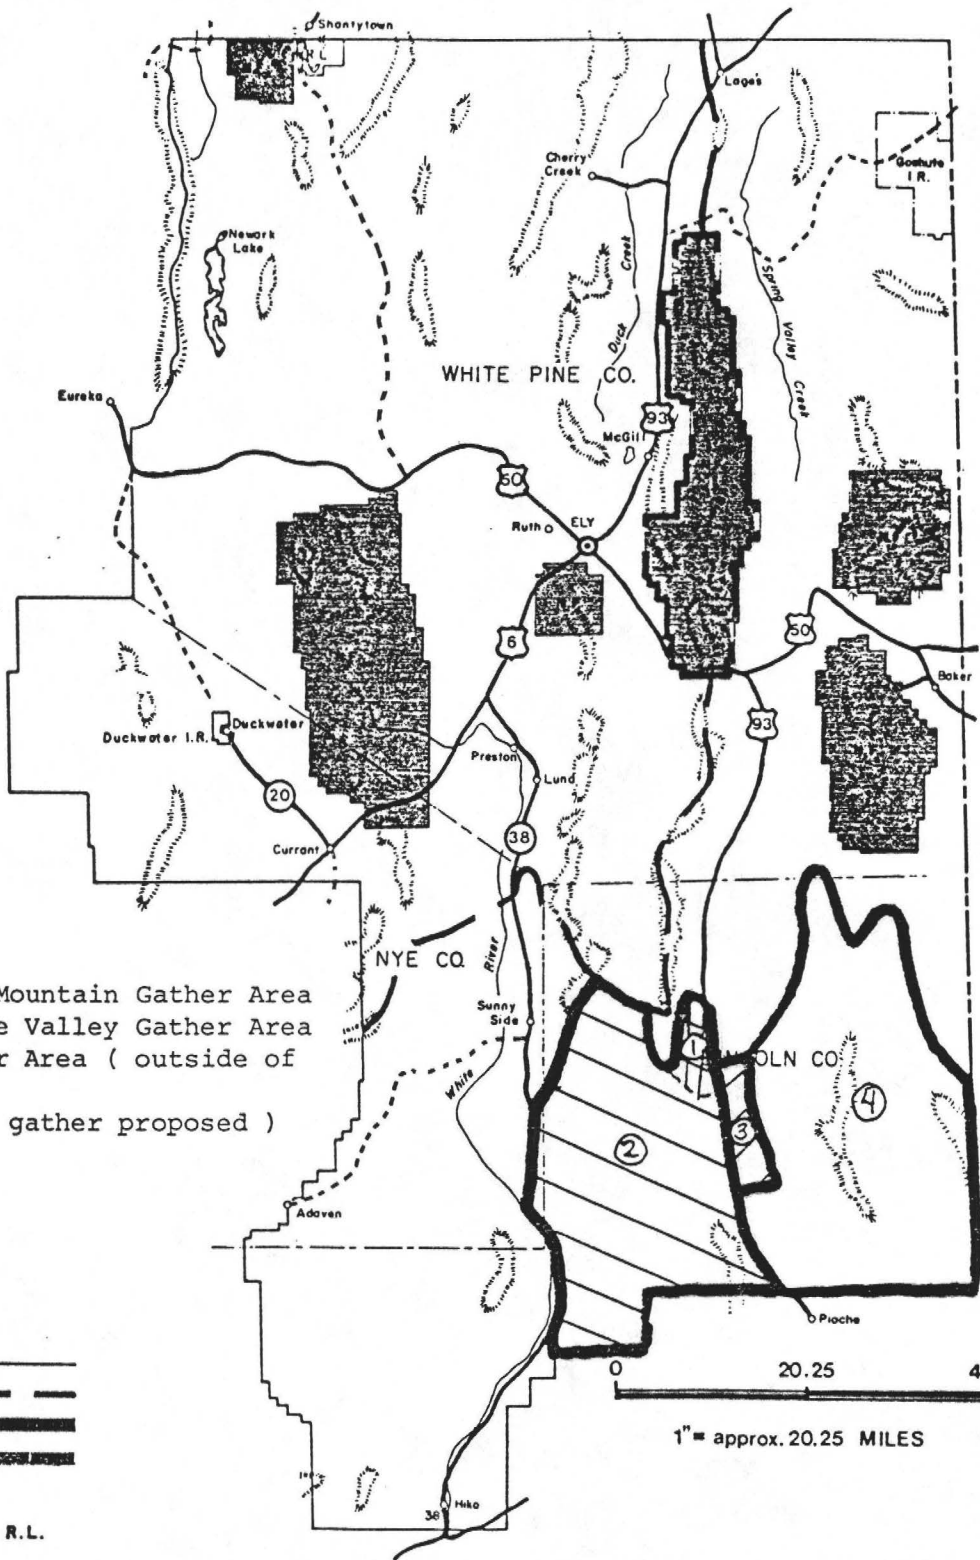 Shantytown
R L
Lage's
Cherry
Creek
Goshute
I.R.
Newark
Lake
Duck Creek
Spring Valley Creek
WHITE PINE CO.
Eureka
93
McGill
50
Ruth
ELY
6
50
Baker
Duckwater
Duckwater I.R.
93
Preston
Lund
20
38
Currant
NYE CO.
River
Mountain Gather Area
e Valley Gather Area
r Area ( outside of
gather proposed )
Sunny
Side
1
OLN CO
4
White
3
2
Adaven
Pioche
0 20.25 4
1"= approx. 20.25 MILES
Hiko
38
R.L.